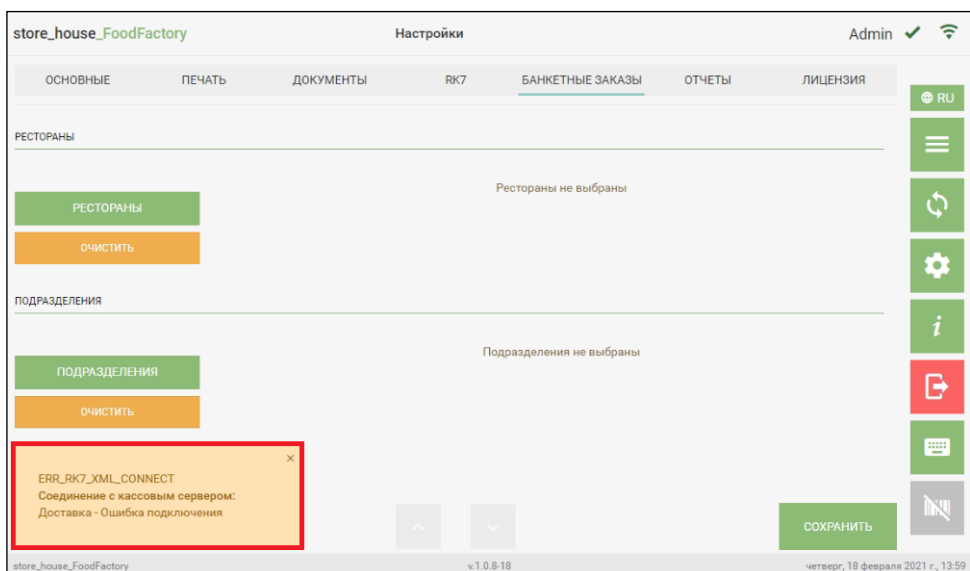 store_house_FoodFactory
Настройки
Admin
ОСНОВНЫЕ ПЕЧАТЬ ДОКУМЕНТЫ RK7 БАНКЕТНЫЕ ЗАКАЗЫ ОТЧЕТЫ ЛИЦЕНЗИЯ
RU
РЕСТОРАНЫ
Рестораны не выбраны
РЕСТОРАНЫ
ОЧИСТИТЬ
ПОДРАЗДЕЛЕНИЯ
Подразделения не выбраны
ПОДРАЗДЕЛЕНИЯ
ОЧИСТИТЬ
ERR_RK7_XML_CONNECT
Соединение с кассовым сервером:
Доставка - Ошибка подключения
СОХРАНИТЬ
store_house_FoodFactory
v.1.0.8-18
четверг, 18 февраля 2021 г., 13:59